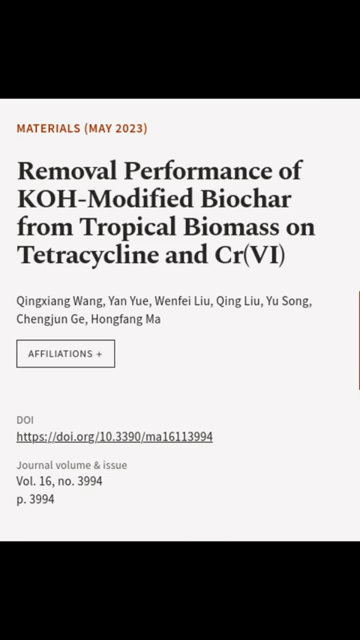 MATERIALS (MAY 2023)
Removal Performance of
KOH-Modified Biochar
from Tropical Biomass on
Tetracycline and Cr(VI)
Qingxiang Wang, Yan Yue, Wenfei Liu, Qing Liu, Yu Song,
Chengjun Ge, Hongfang Ma
AFFILIATIONS +
DOI
https://doi.org/10.3390/ma16113994
Journal volume & issue
Vol. 16, no. 3994
p. 3994